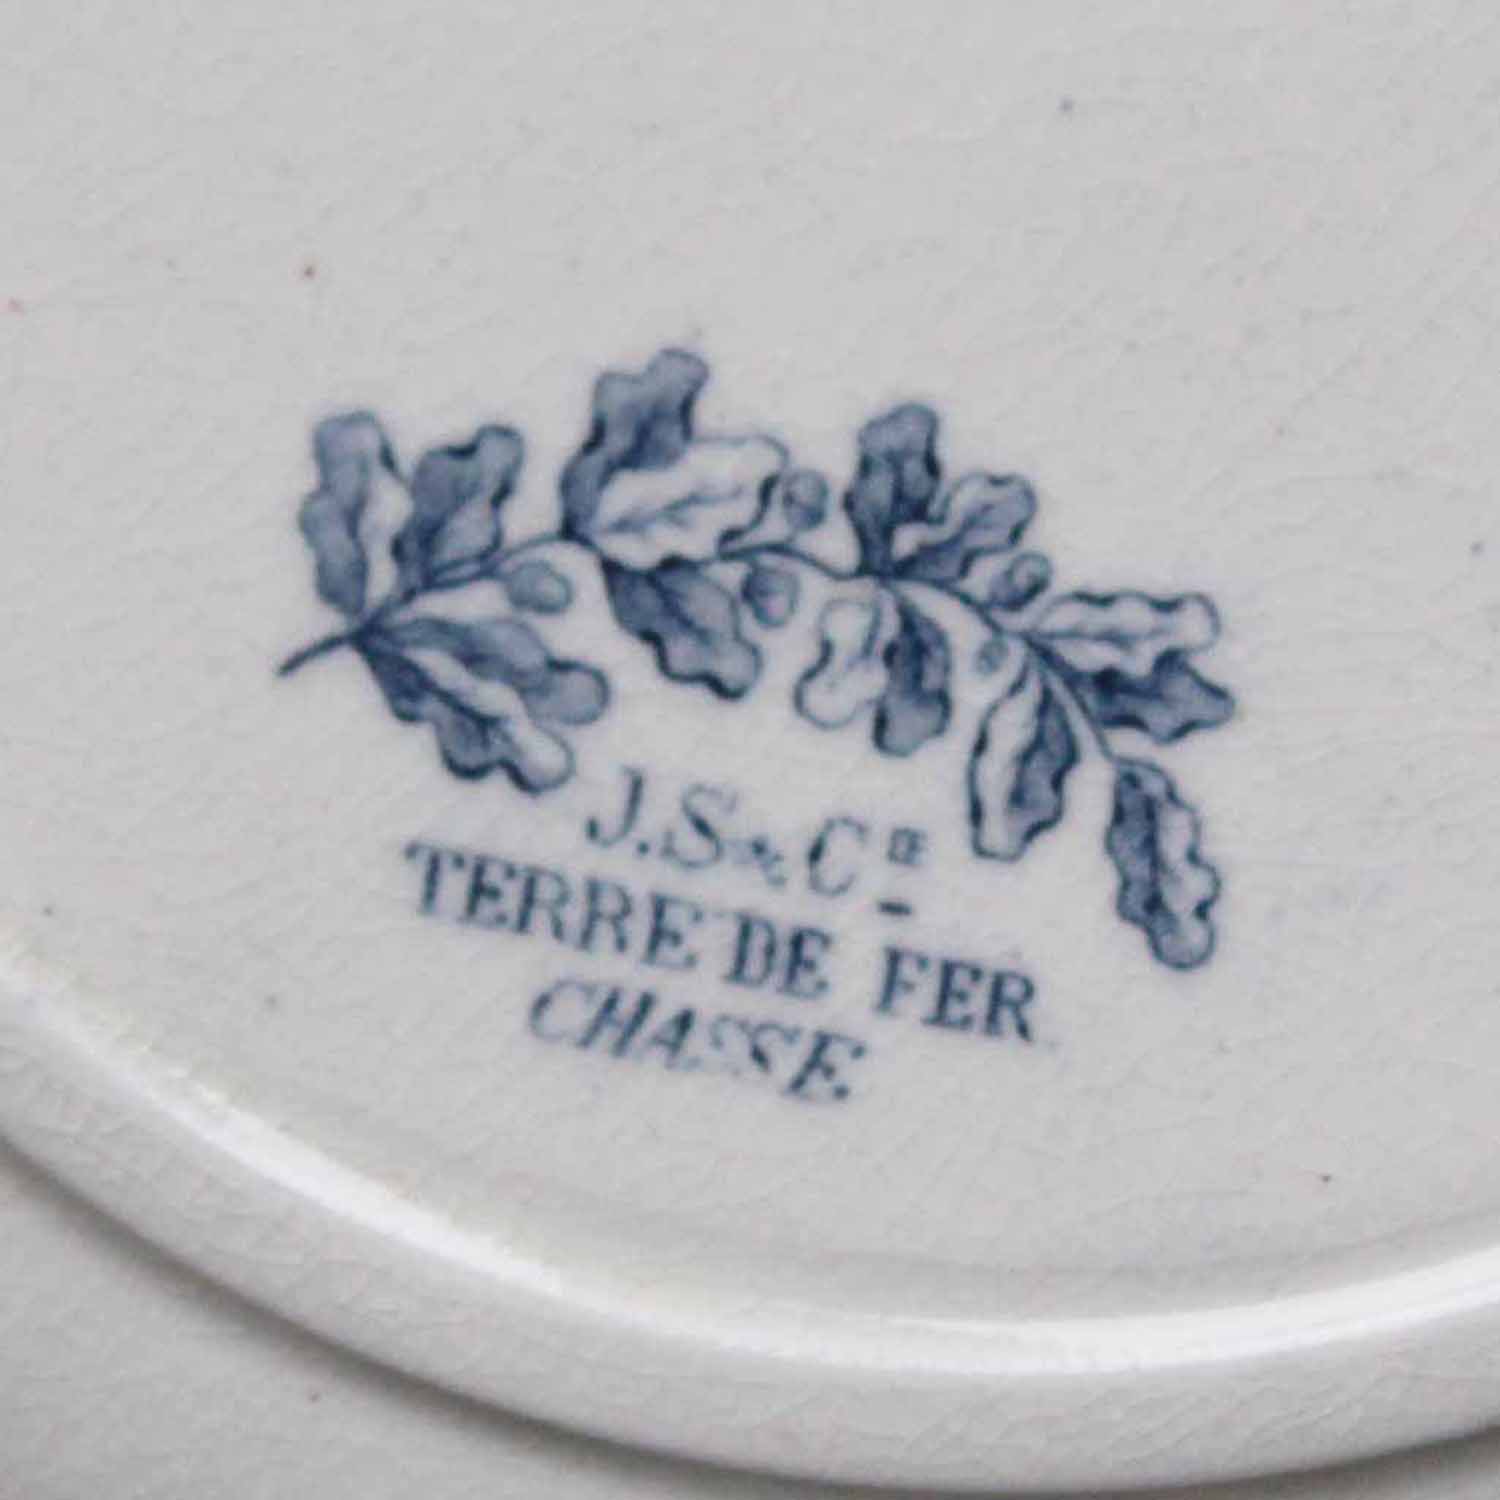 J.S & Cie
TERRE DE FER
CHASSE